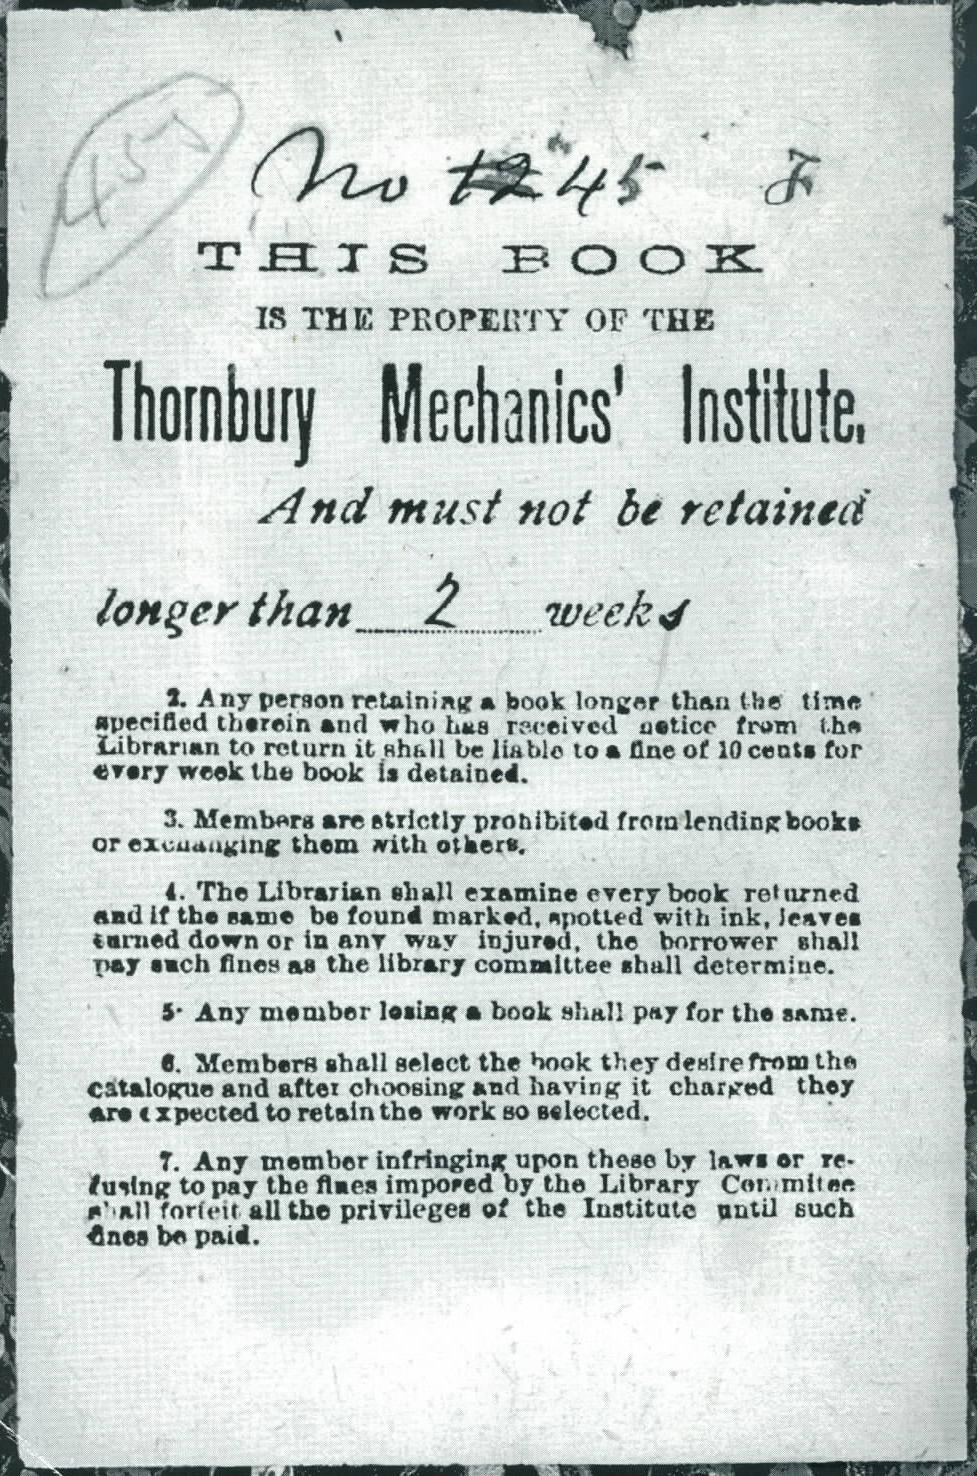 457
No 1245 F
THIS BOOK
IS THE PROPERTY OF THE
Thornbury Mechanics' Institute.
And must not be retained
longer than 2 weeks
2. Any person retaining a book longer than the time
specified therein and who has received notice from the
Librarian to return it shall be liable to a fine of 10 cents for
every week the book is detained.
3. Members are strictly prohibited from lending books
or exchanging them with others.
4. The Librarian shall examine every book returned
and if the same be found marked, spotted with ink, leaves
turned down or in any way injured, the borrower shall
pay such fines as the library committee shall determine.
5. Any member losing a book shall pay for the same.
6. Members shall select the book they desire from the
catalogue and after choosing and having it charged they
are expected to retain the work so selected.
7. Any member infringing upon these by laws or re-
fusing to pay the fines impored by the Library Commitee
shall forfeit all the privileges of the Institute until such
fines be paid.